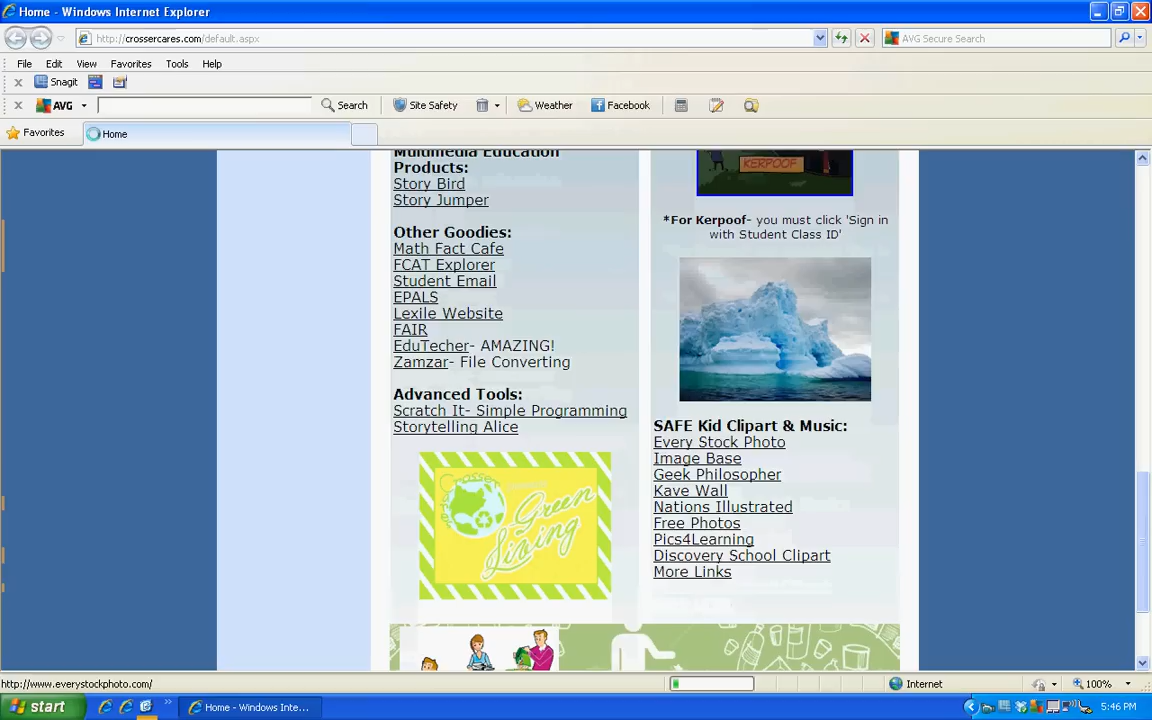 Home - Windows Internet Explorer
http://crossercares.com/default.aspx
AVG Secure Search
File Edit View Favorites Tools Help
Snagit
AVG Search Site Safety Weather Facebook
Favorites Home
Multimedia Education
Products:
Story Bird
Story Jumper
Other Goodies:
Math Fact Cafe
FCAT Explorer
Student Email
EPALS
Lexile Website
FAIR
EduTecher- AMAZING!
Zamzar- File Converting
Advanced Tools:
Scratch It- Simple Programming
Storytelling Alice
Crosser
Green
Living
KERPOOF
*For Kerpoof- you must click 'Sign in
with Student Class ID'
SAFE Kid Clipart & Music:
Every Stock Photo
Image Base
Geek Philosopher
Kave Wall
Nations Illustrated
Free Photos
Pics4Learning
Discovery School Clipart
More Links
http://www.everystockphoto.com/
Internet
100%
start
Home - Windows Inte...
5:46 PM